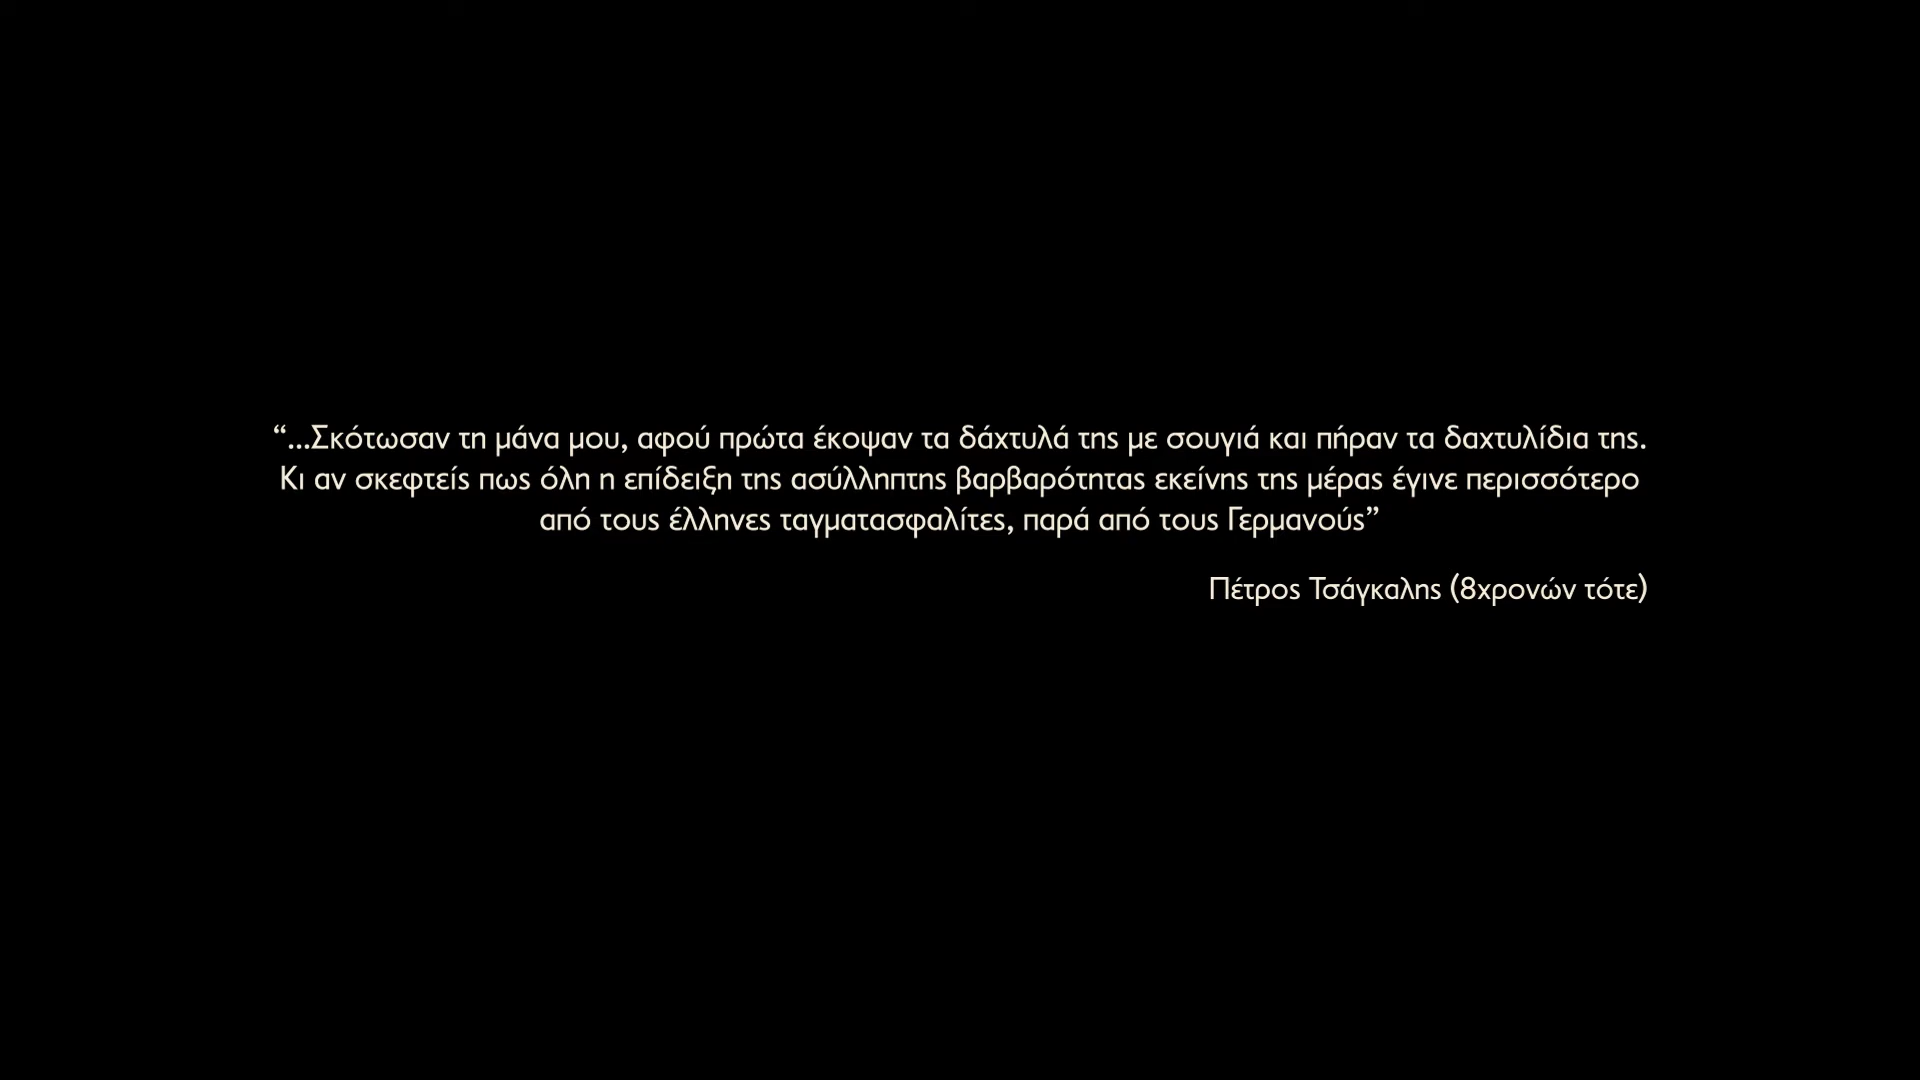 “...Σκότωσαν τη μάνα μου, αφού πρώτα έκοψαν τα δάχτυλά της με σουγιά και πήραν τα δαχτυλίδια της.
Κι αν σκεφτείς πως όλη η επίδειξη της ασύλληπτης βαρβαρότητας εκείνης της μέρας έγινε περισσότερο
από τους έλληνες ταγματασφαλίτες, παρά από τους Γερμανούς”
Πέτρος Τσάγκαλης (8χρονών τότε)